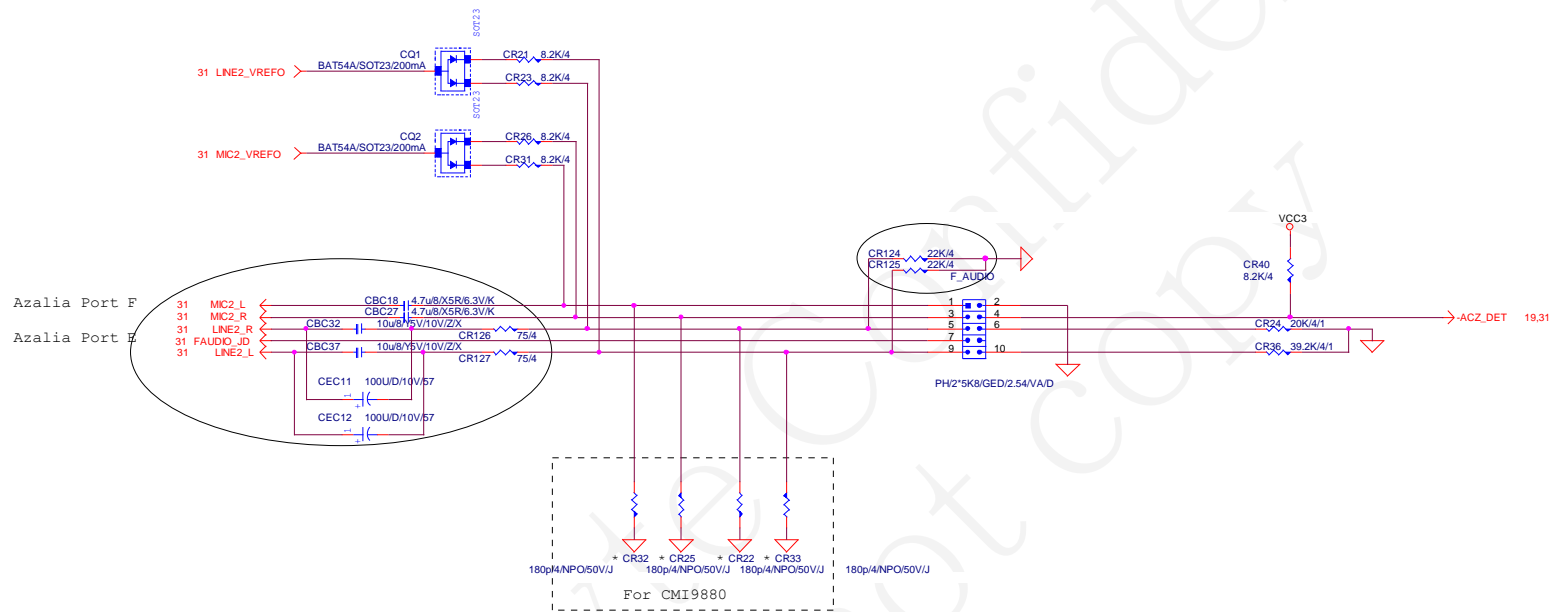 SOT23
CQ1
BAT54A/SOT23/200mA
31 LINE2_VREFO
CR21 8.2K/4
CR23 8.2K/4
SOT23
CQ2
BAT54A/SOT23/200mA
31 MIC2_VREFO
CR26 8.2K/4
CR31 8.2K/4
VCC3
CR40
8.2K/4
CR124 22K/4
CR125 22K/4
F_AUDIO
Azalia Port F
Azalia Port E
31 MIC2_L
31 MIC2_R
31 LINE2_R
31 FAUDIO_JD
31 LINE2_L
CBC18 4.7u/8/X5R/6.3V/K
CBC27 4.7u/8/X5R/6.3V/K
CBC32 10u/8/Y5V/10V/Z/X
CR126 75/4
CBC37 10u/8/Y5V/10V/Z/X
CR127 75/4
CEC11 100U/D/10V/57
1
+
CEC12 100U/D/10V/57
1
+
1 2
3 4
5 6
7
9 10
PH/2*5K8/GED/2.54/VA/D
-ACZ_DET 19,31
CR24 20K/4/1
CR36 39.2K/4/1
* CR32 * CR25 * CR22 * CR33
180p/4/NPO/50V/J 180p/4/NPO/50V/J 180p/4/NPO/50V/J 180p/4/NPO/50V/J
For CMI9880
Confide
te
not copy